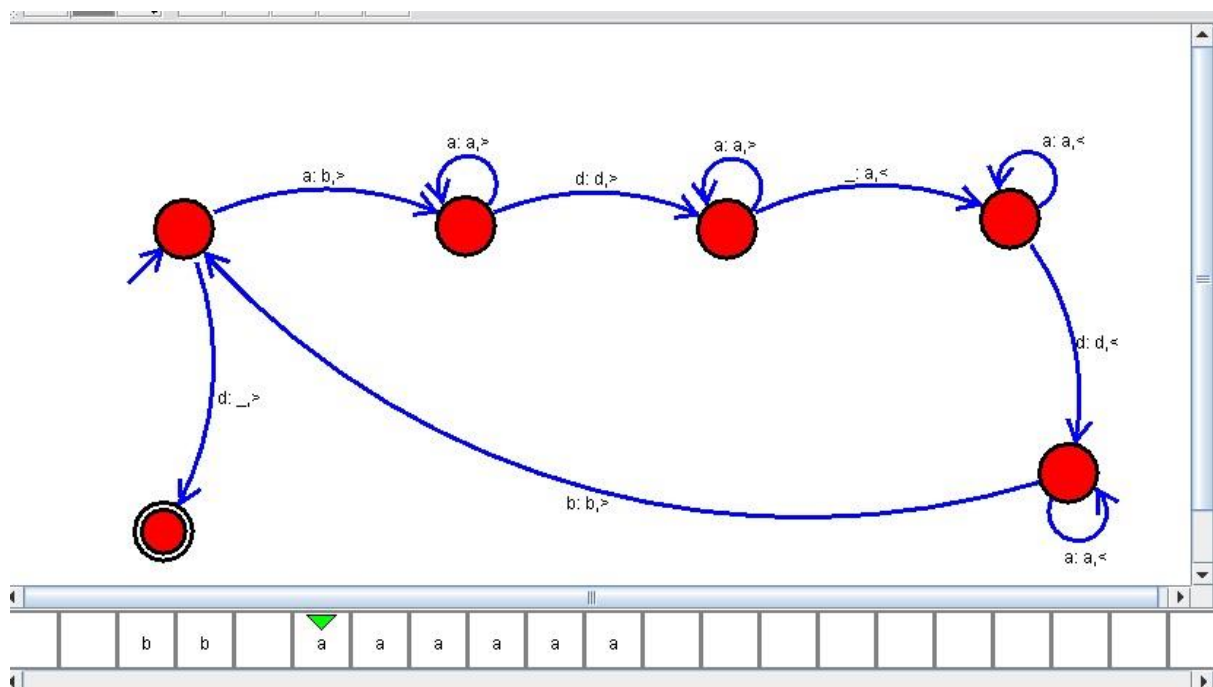 a: a,>
a: a,>
a: a,<
a: b,>
d: d,>
_: a,<
d: d,<
d: _,>
b: b,>
a: a,<
b b a a a a a a